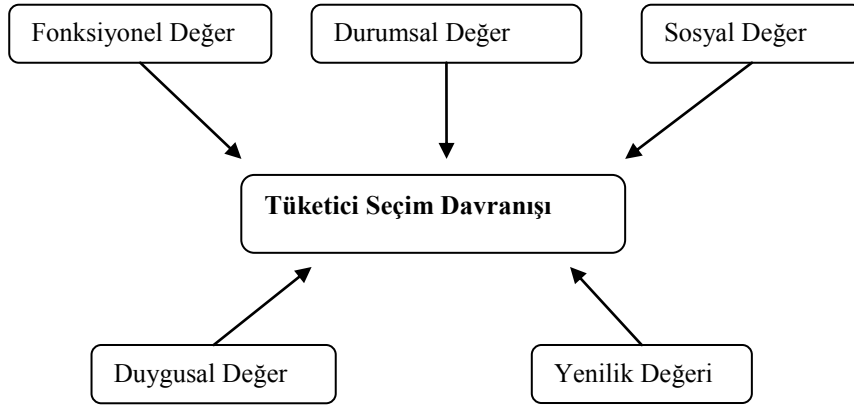 Fonksiyonel Değer
Durumsal Değer
Sosyal Değer
Tüketici Seçim Davranışı
Duygusal Değer
Yenilik Değeri